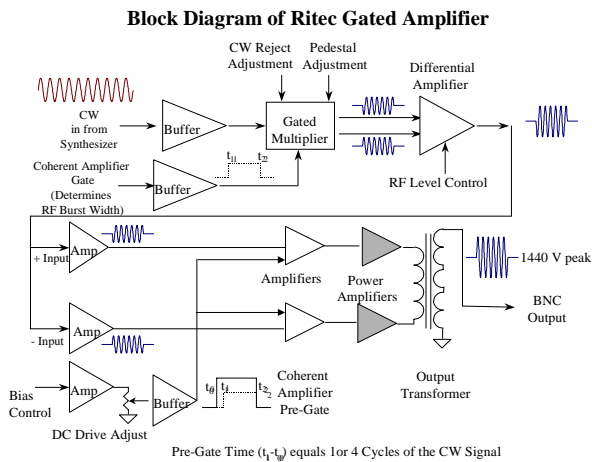 Block Diagram of Ritec Gated Amplifier
CW Reject
Adjustment
Pedestal
Adjustment
Differential
Amplifier
CW
in from
Synthesizer
Buffer
Gated
Multiplier
Coherent Amplifier
Gate
(Determines
RF Burst Width)
Buffer
t1
t2
RF Level Control
+ Input
Amp
Amplifiers
Power
Amplifiers
1440 V peak
BNC
Output
- Input
Amp
Output
Transformer
Bias
Control
Amp
Buffer
DC Drive Adjust
t0
t1
t2
Coherent
Amplifier
Pre-Gate
Pre-Gate Time (t1-t0) equals 1or 4 Cycles of the CW Signal